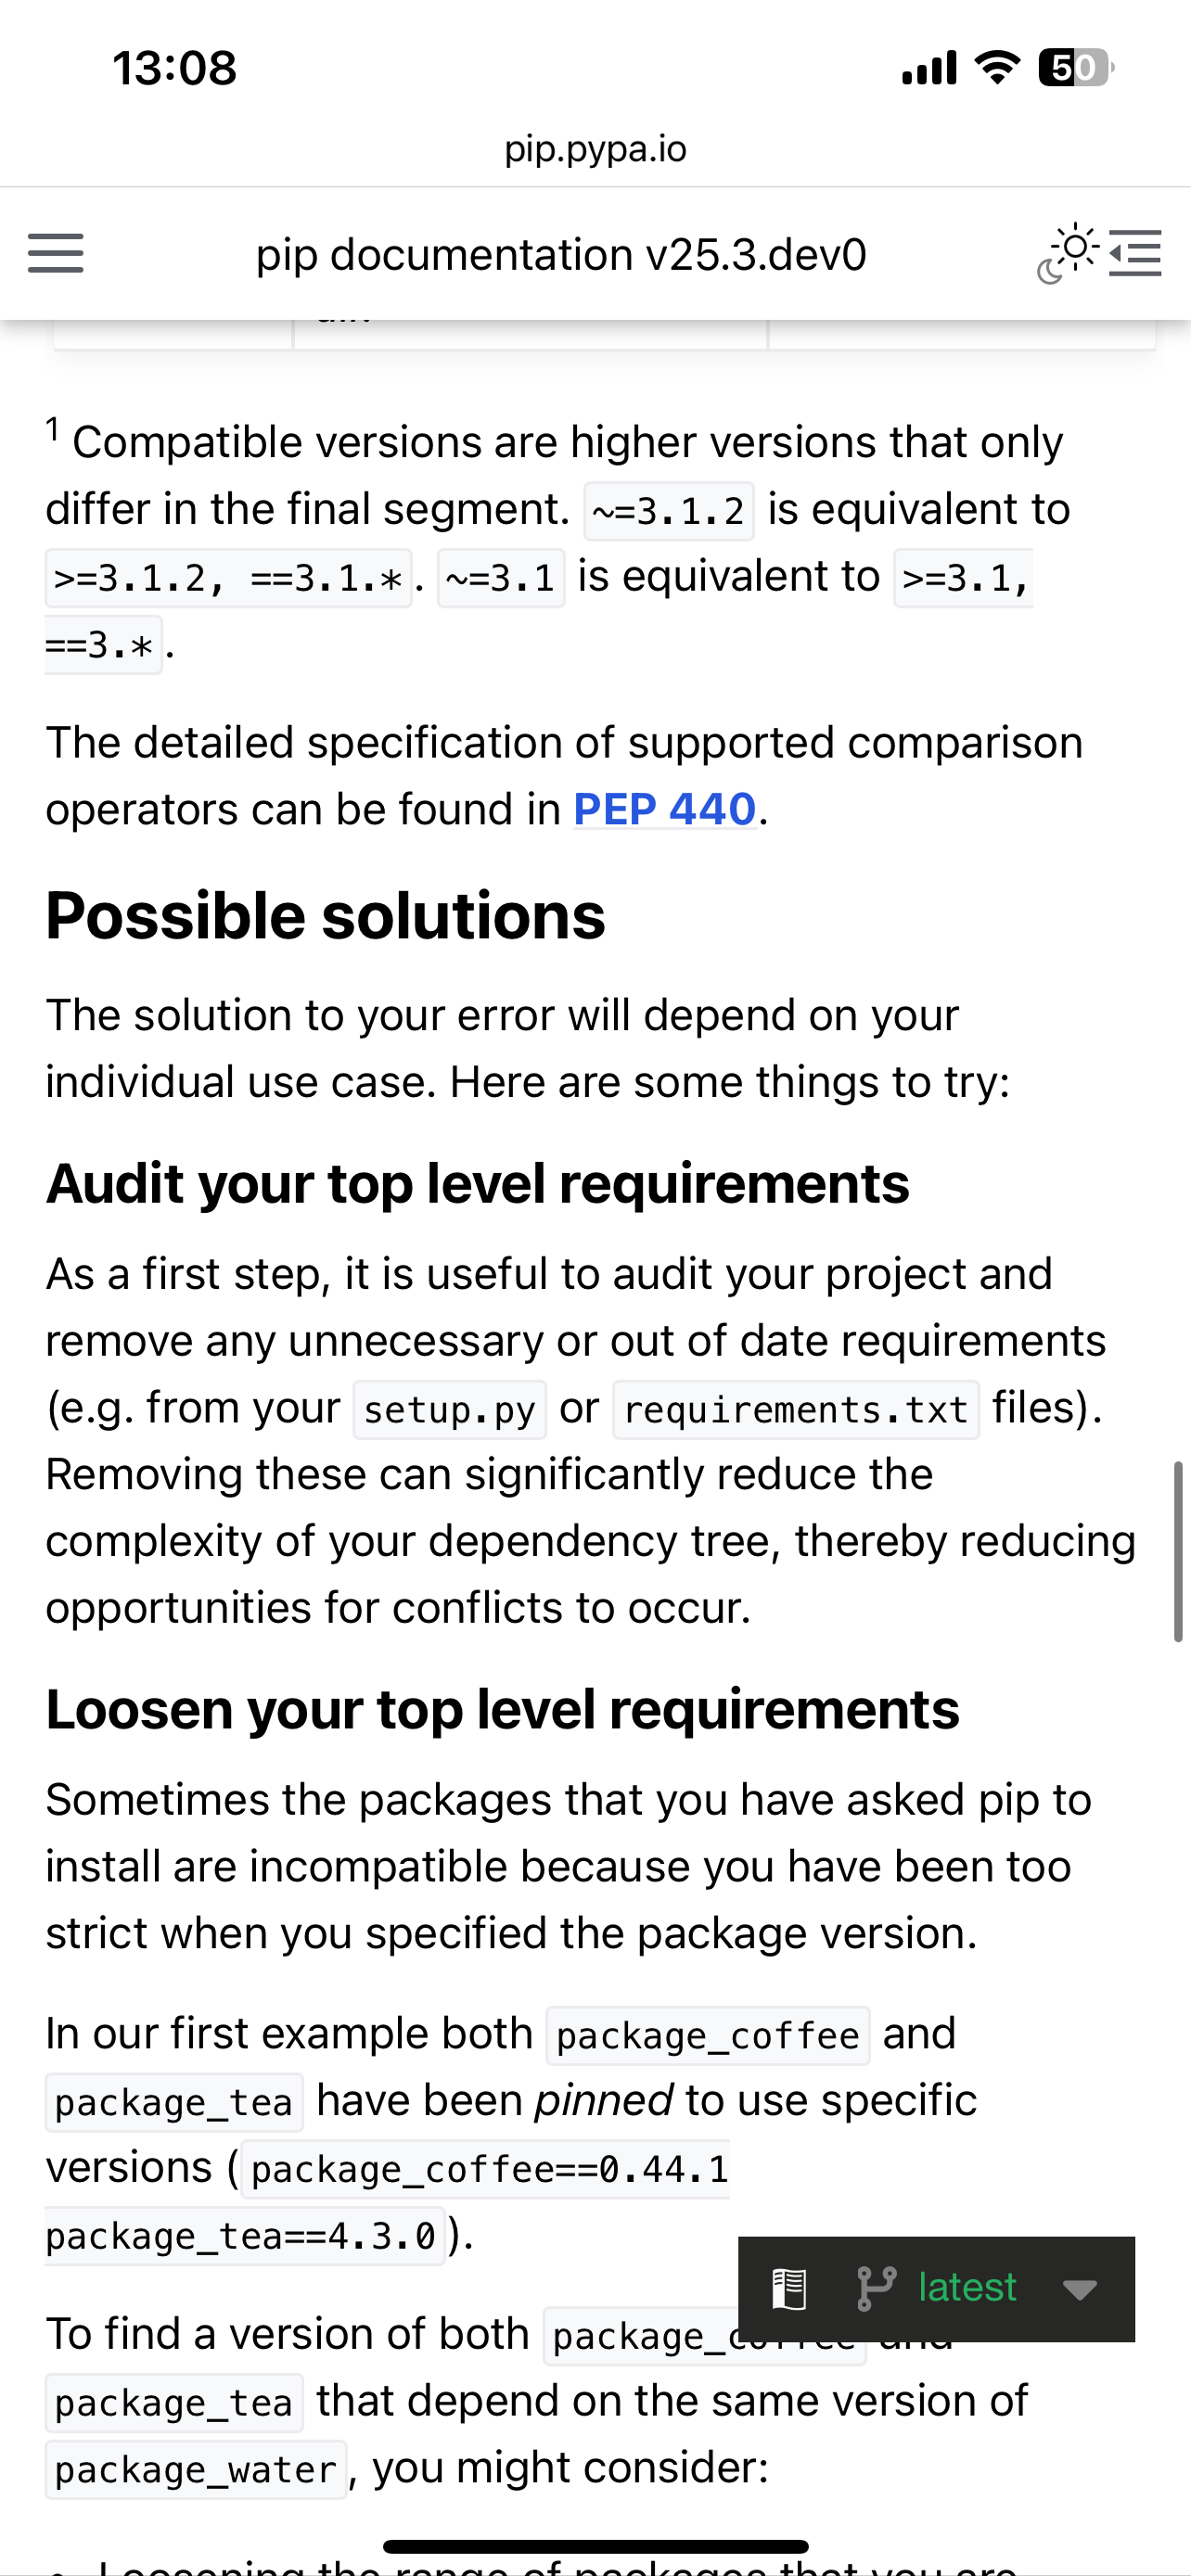 13:08
50
pip.pypa.io
pip documentation v25.3.dev0
1 Compatible versions are higher versions that only
differ in the final segment. ~=3.1.2 is equivalent to
>=3.1.2, ==3.1.*. ~=3.1 is equivalent to >=3.1,
==3.*.
The detailed specification of supported comparison
operators can be found in PEP 440.
Possible solutions
The solution to your error will depend on your
individual use case. Here are some things to try:
Audit your top level requirements
As a first step, it is useful to audit your project and
remove any unnecessary or out of date requirements
(e.g. from your setup.py or requirements.txt files).
Removing these can significantly reduce the
complexity of your dependency tree, thereby reducing
opportunities for conflicts to occur.
Loosen your top level requirements
Sometimes the packages that you have asked pip to
install are incompatible because you have been too
strict when you specified the package version.
In our first example both package_coffee and
package_tea have been pinned to use specific
versions (package_coffee==0.44.1
package_tea==4.3.0).
latest
To find a version of both package_coffee and
package_tea that depend on the same version of
package_water, you might consider:
Loosening the range of packages that you are